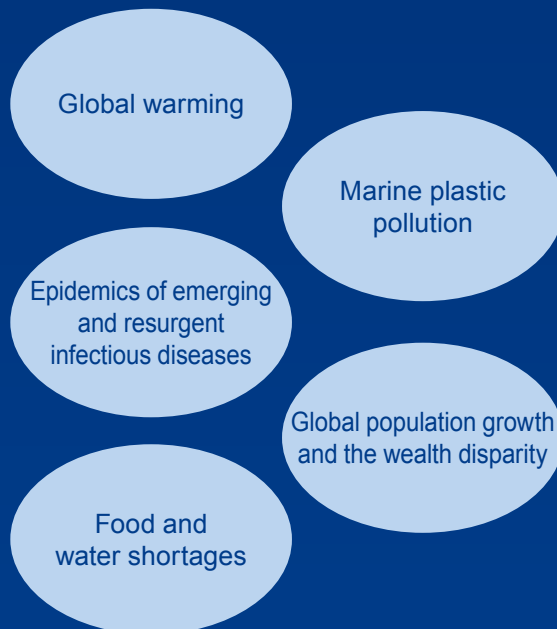 Global warming
Marine plastic
pollution
Epidemics of emerging
and resurgent
infectious diseases
Global population growth
and the wealth disparity
Food and
water shortages